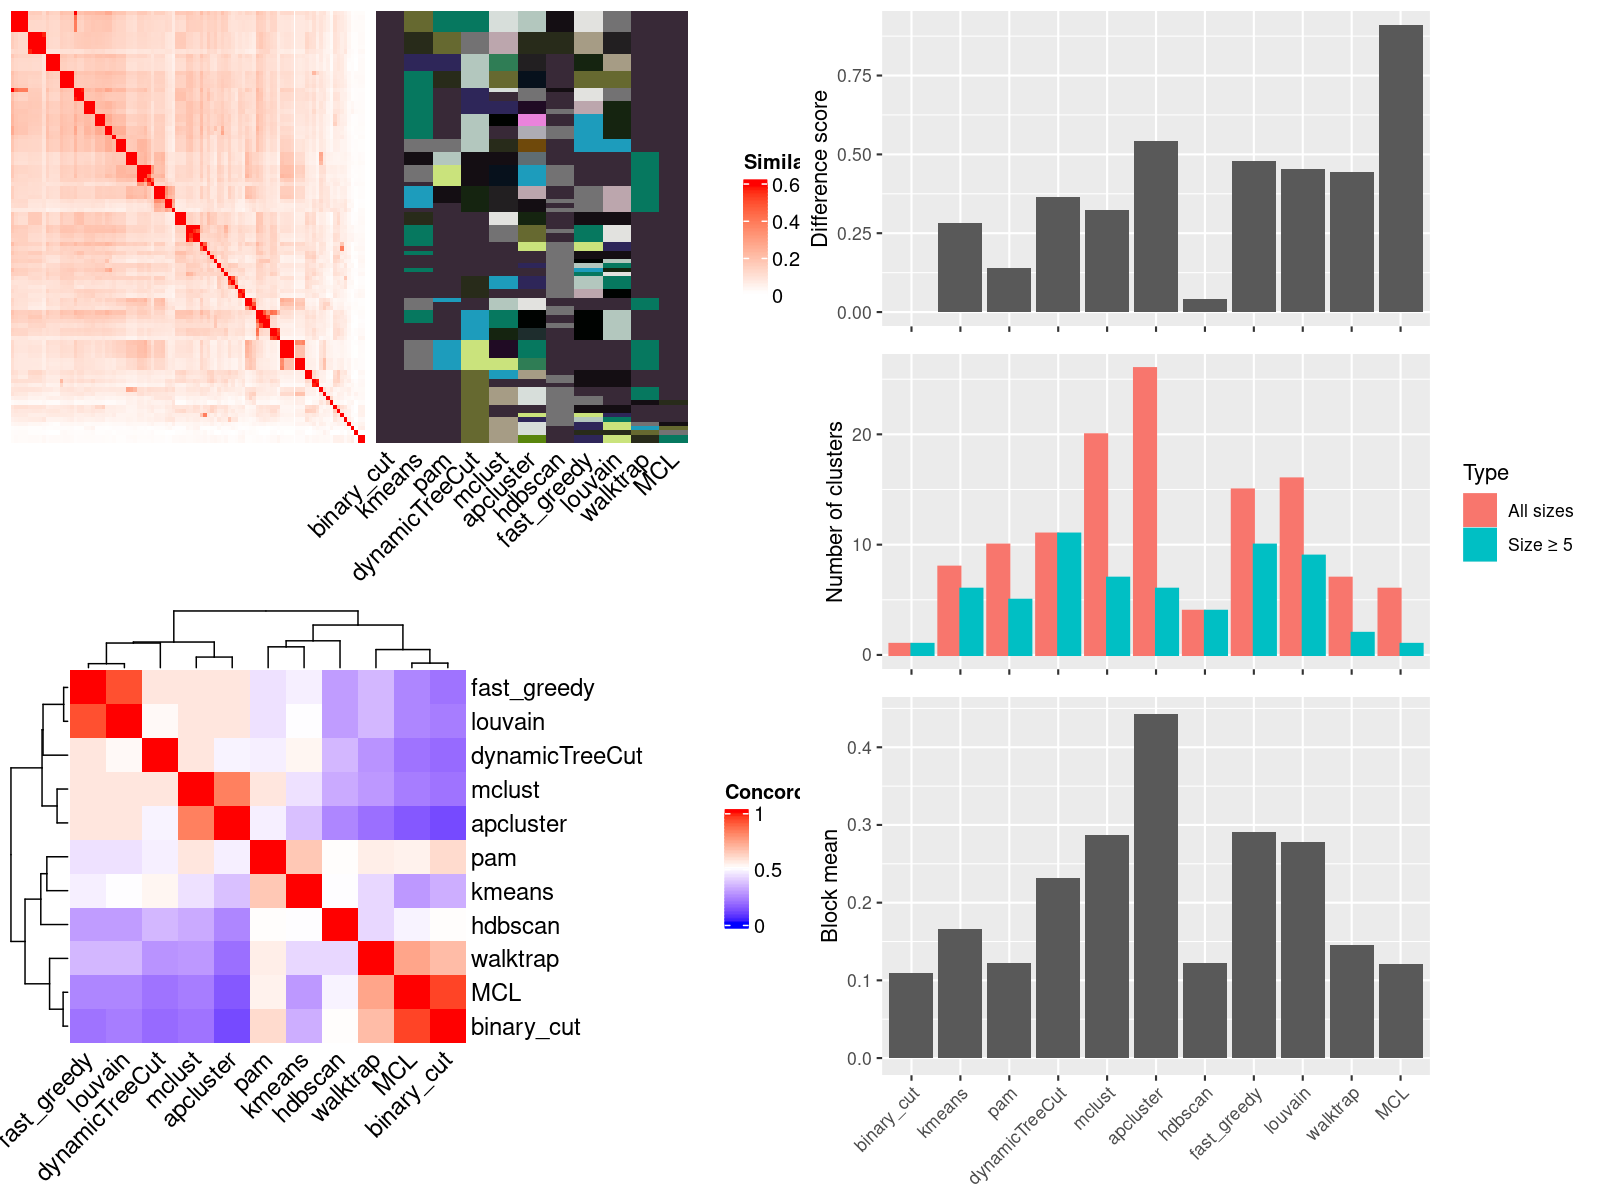 Simila
0.6
0.4
0.2
0
binary_cut
kmeans
pam
dynamicTreeCut
mclust
apcluster
hdbscan
fast_greedy
louvain
walktrap
MCL
fast_greedy
louvain
dynamicTreeCut
mclust
apcluster
pam
kmeans
hdbscan
walktrap
MCL
binary_cut
fast_greedy
louvain
dynamicTreeCut
mclust
apcluster
pam
kmeans
hdbscan
walktrap
MCL
binary_cut
Concord
1
0.5
0
Difference score
0.75
0.50
0.25
0.00
Number of clusters
20
10
0
Type
All sizes
Size ≥ 5
Block mean
0.4
0.3
0.2
0.1
0.0
binary_cut
kmeans
pam
dynamicTreeCut
mclust
apcluster
hdbscan
fast_greedy
louvain
walktrap
MCL